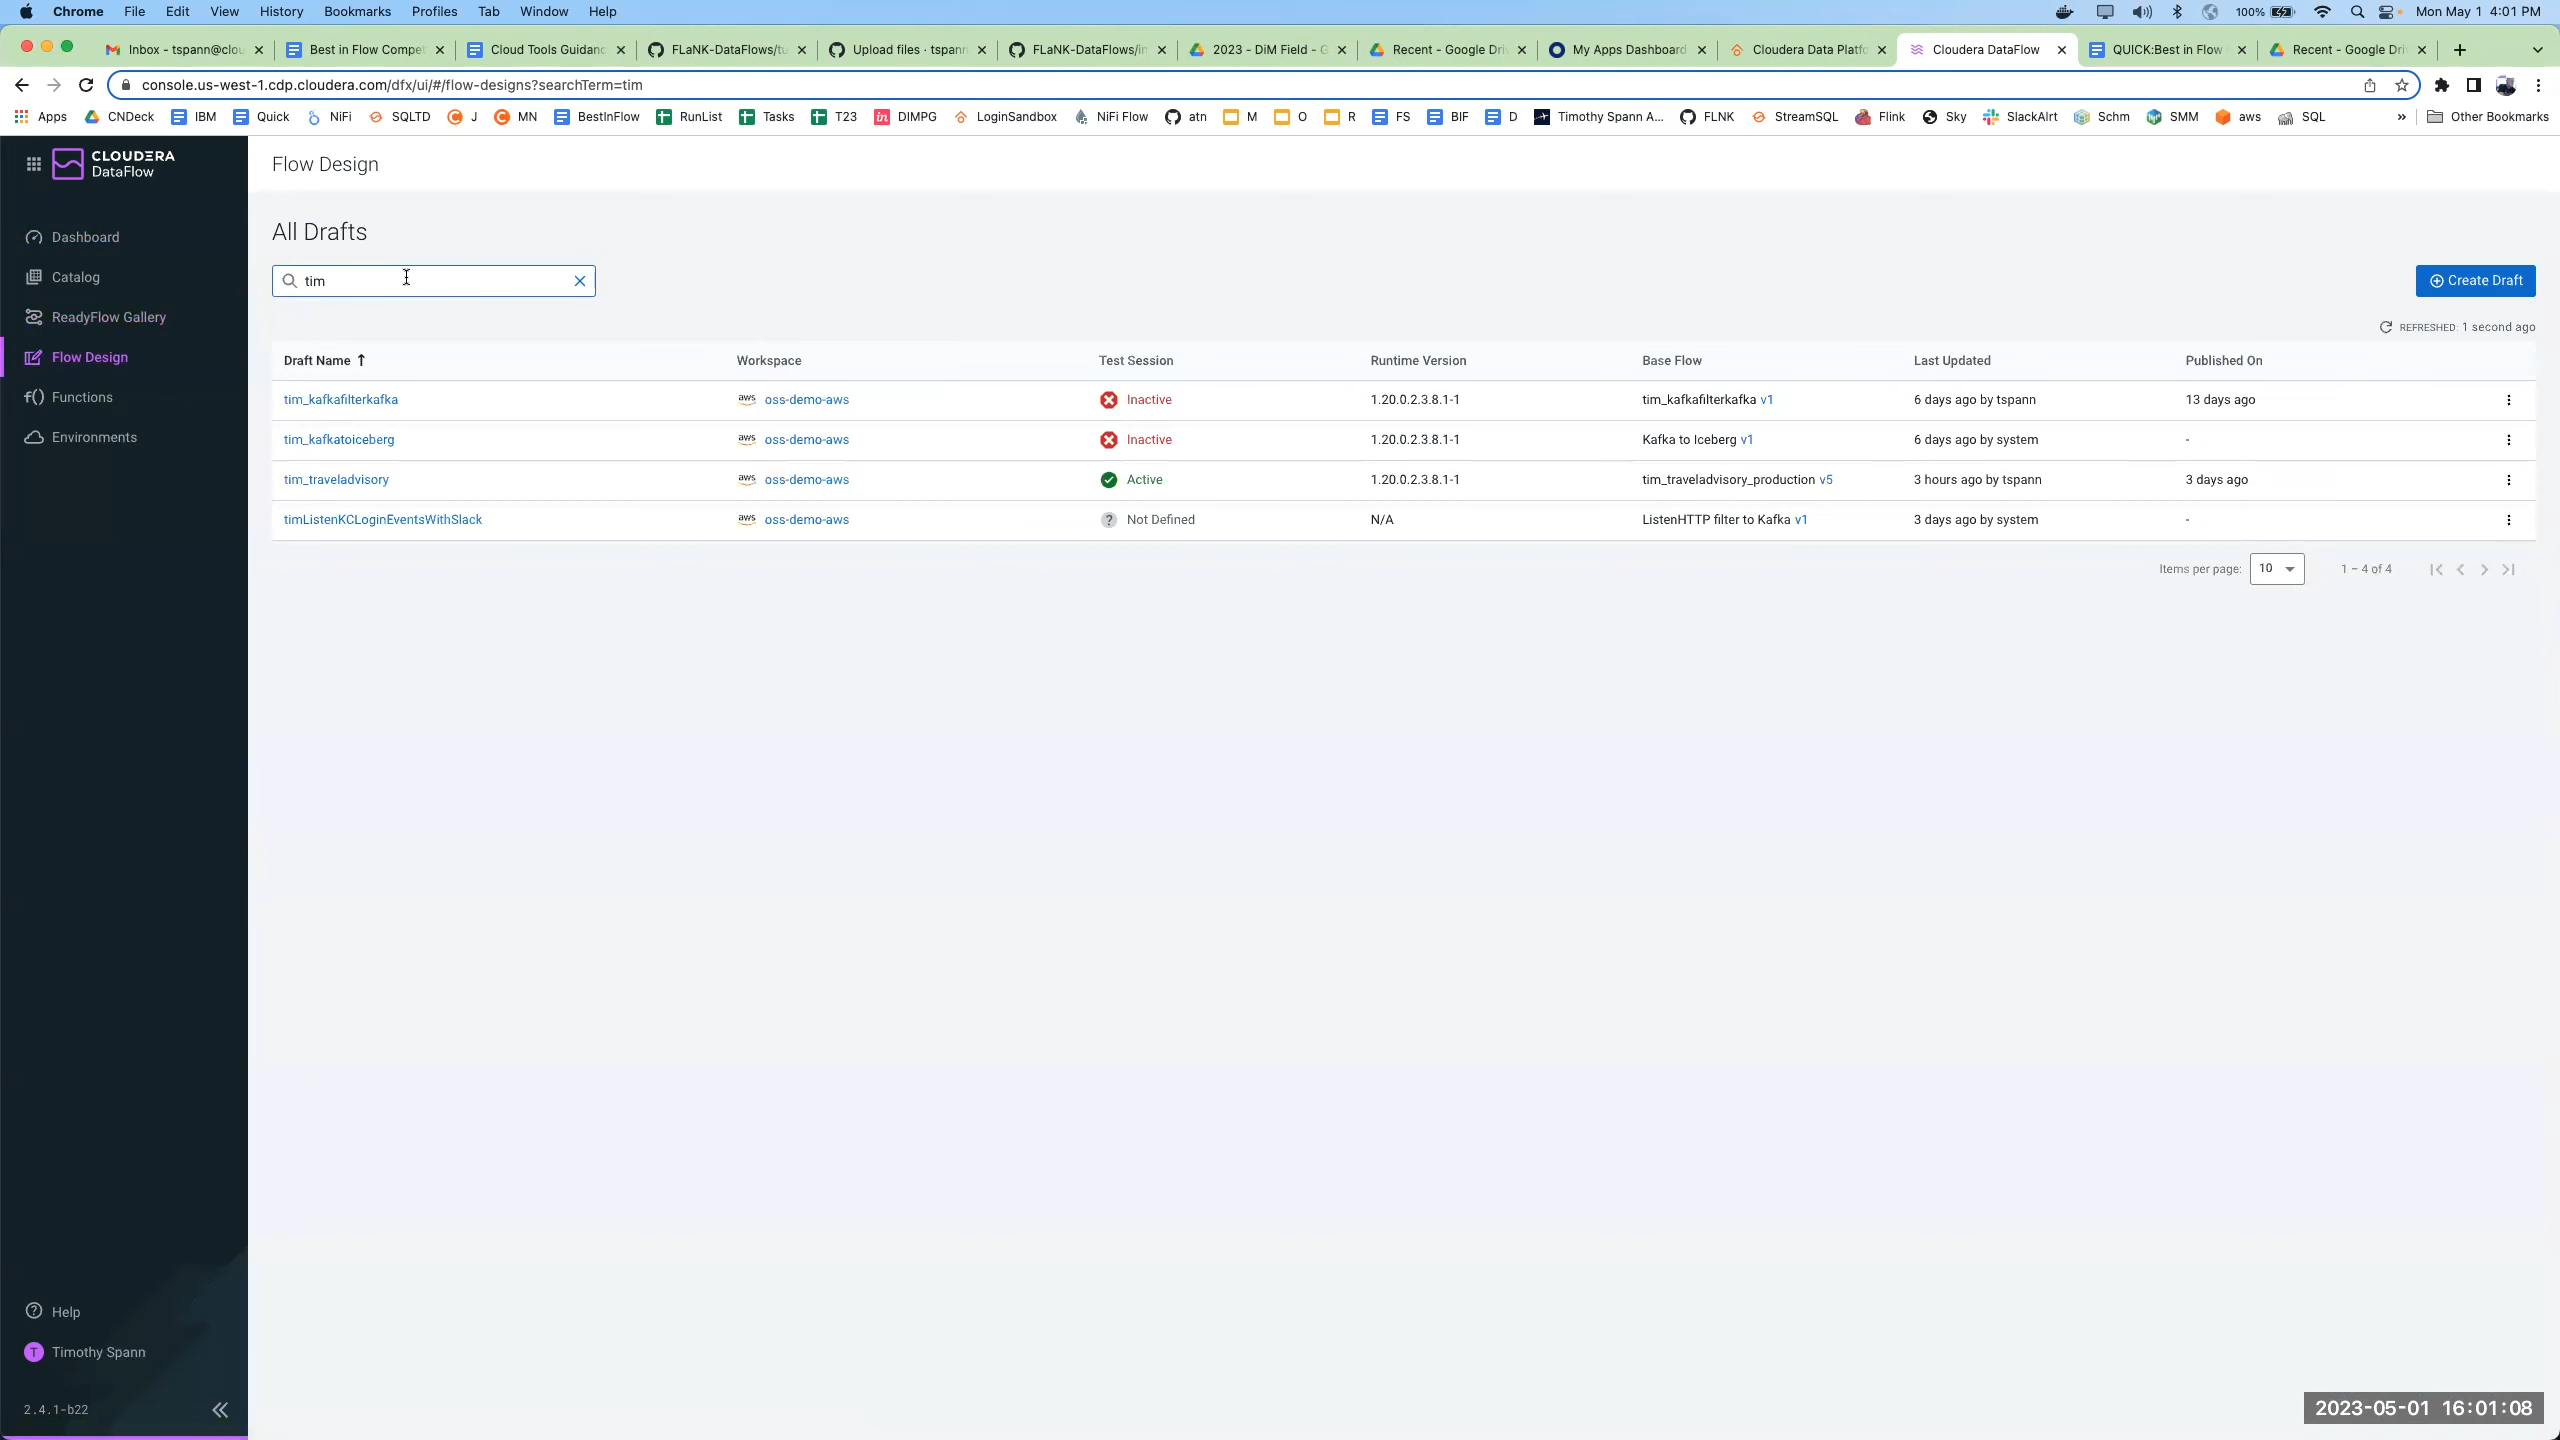 Chrome File Edit View History Bookmarks Profiles Tab Window Help 100% Mon May 1 4:01 PM
Inbox - tspann@clou Best in Flow Compet Cloud Tools Guidanc FLaNK-DataFlows/tu Upload files · tspann FLaNK-DataFlows/in 2023 - DiM Field - G Recent - Google Dri My Apps Dashboard Cloudera Data Platfo Cloudera DataFlow QUICK:Best in Flow Recent - Google Dri
console.us-west-1.cdp.cloudera.com/dfx/ui/#/flow-designs?searchTerm=tim
Apps CNDeck IBM Quick NiFi SQLTD J MN BestInFlow RunList Tasks T23 DIMPG LoginSandbox NiFi Flow atn M O R FS BIF D Timothy Spann A... FLNK StreamSQL Flink Sky SlackAlrt Schm SMM aws SQL » Other Bookmarks
CLOUDERA
DataFlow
Dashboard
Catalog
ReadyFlow Gallery
Flow Design
Functions
Environments
Help
T Timothy Spann
2.4.1-b22
Flow Design
All Drafts
tim
Create Draft
REFRESHED: 1 second ago
Draft Name Workspace Test Session Runtime Version Base Flow Last Updated Published On
tim_kafkafilterkafka aws oss-demo-aws Inactive 1.20.0.2.3.8.1-1 tim_kafkafilterkafka v1 6 days ago by tspann 13 days ago
tim_kafkatoiceberg aws oss-demo-aws Inactive 1.20.0.2.3.8.1-1 Kafka to Iceberg v1 6 days ago by system -
tim_traveladvisory aws oss-demo-aws Active 1.20.0.2.3.8.1-1 tim_traveladvisory_production v5 3 hours ago by tspann 3 days ago
timListenKCLoginEventsWithSlack aws oss-demo-aws Not Defined N/A ListenHTTP filter to Kafka v1 3 days ago by system -
Items per page: 10 1 – 4 of 4
2023-05-01 16:01:08